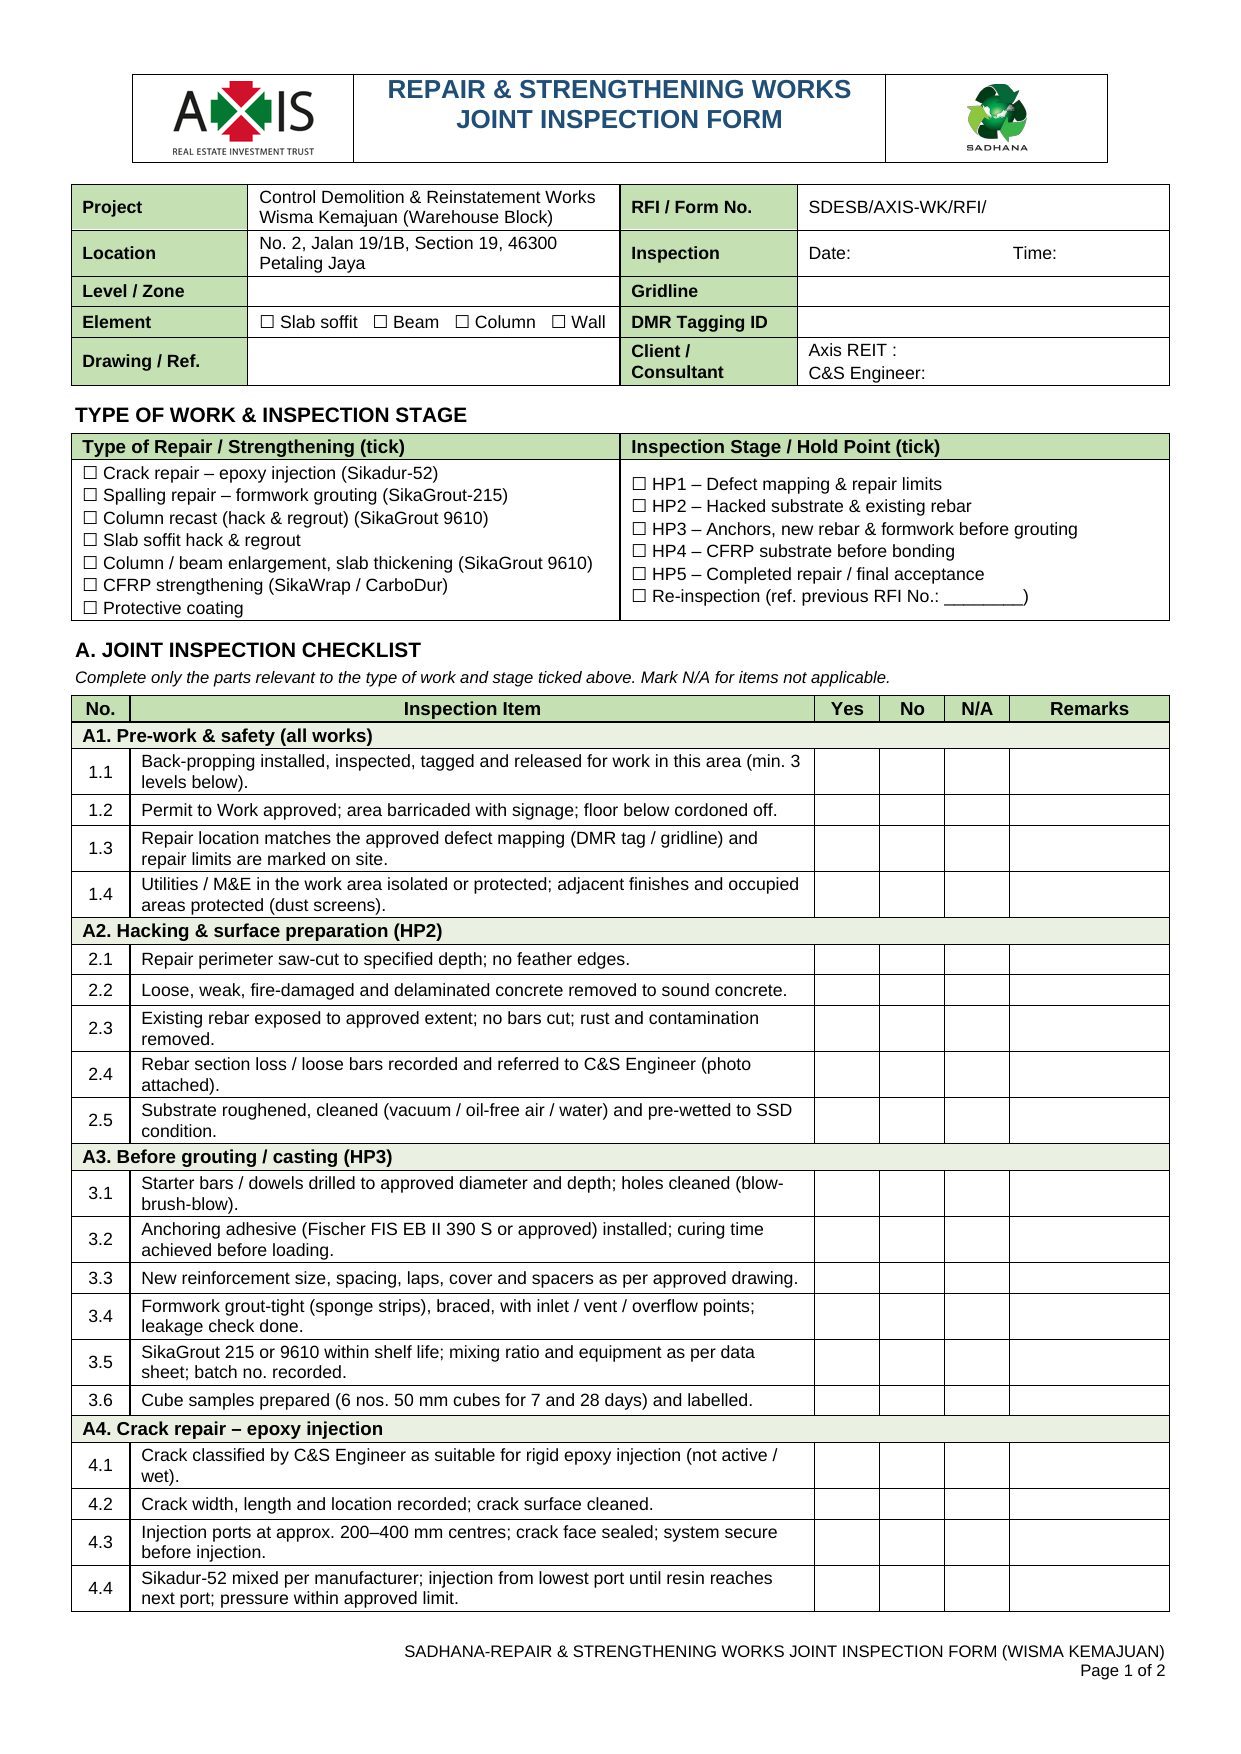 AXIS
REAL ESTATE INVESTMENT TRUST
REPAIR & STRENGTHENING WORKS
JOINT INSPECTION FORM
SADHANA
Project
Control Demolition & Reinstatement Works
Wisma Kemajuan (Warehouse Block)
RFI / Form No.
SDESB/AXIS-WK/RFI/
Location
No. 2, Jalan 19/1B, Section 19, 46300
Petaling Jaya
Inspection
Date: Time:
Level / Zone
Gridline
Element
☐ Slab soffit ☐ Beam ☐ Column ☐ Wall
DMR Tagging ID
Drawing / Ref.
Client /
Consultant
Axis REIT :
C&S Engineer:
TYPE OF WORK & INSPECTION STAGE
Type of Repair / Strengthening (tick)
☐ Crack repair – epoxy injection (Sikadur-52)
☐ Spalling repair – formwork grouting (SikaGrout-215)
☐ Column recast (hack & regrout) (SikaGrout 9610)
☐ Slab soffit hack & regrout
☐ Column / beam enlargement, slab thickening (SikaGrout 9610)
☐ CFRP strengthening (SikaWrap / CarboDur)
☐ Protective coating
Inspection Stage / Hold Point (tick)
☐ HP1 – Defect mapping & repair limits
☐ HP2 – Hacked substrate & existing rebar
☐ HP3 – Anchors, new rebar & formwork before grouting
☐ HP4 – CFRP substrate before bonding
☐ HP5 – Completed repair / final acceptance
☐ Re-inspection (ref. previous RFI No.: ________)
A. JOINT INSPECTION CHECKLIST
Complete only the parts relevant to the type of work and stage ticked above. Mark N/A for items not applicable.
No. Inspection Item Yes No N/A Remarks
A1. Pre-work & safety (all works)
1.1 Back-propping installed, inspected, tagged and released for work in this area (min. 3
levels below).
1.2 Permit to Work approved; area barricaded with signage; floor below cordoned off.
1.3 Repair location matches the approved defect mapping (DMR tag / gridline) and
repair limits are marked on site.
1.4 Utilities / M&E in the work area isolated or protected; adjacent finishes and occupied
areas protected (dust screens).
A2. Hacking & surface preparation (HP2)
2.1 Repair perimeter saw-cut to specified depth; no feather edges.
2.2 Loose, weak, fire-damaged and delaminated concrete removed to sound concrete.
2.3 Existing rebar exposed to approved extent; no bars cut; rust and contamination
removed.
2.4 Rebar section loss / loose bars recorded and referred to C&S Engineer (photo
attached).
2.5 Substrate roughened, cleaned (vacuum / oil-free air / water) and pre-wetted to SSD
condition.
A3. Before grouting / casting (HP3)
3.1 Starter bars / dowels drilled to approved diameter and depth; holes cleaned (blow-
brush-blow).
3.2 Anchoring adhesive (Fischer FIS EB II 390 S or approved) installed; curing time
achieved before loading.
3.3 New reinforcement size, spacing, laps, cover and spacers as per approved drawing.
3.4 Formwork grout-tight (sponge strips), braced, with inlet / vent / overflow points;
leakage check done.
3.5 SikaGrout 215 or 9610 within shelf life; mixing ratio and equipment as per data
sheet; batch no. recorded.
3.6 Cube samples prepared (6 nos. 50 mm cubes for 7 and 28 days) and labelled.
A4. Crack repair – epoxy injection
4.1 Crack classified by C&S Engineer as suitable for rigid epoxy injection (not active /
wet).
4.2 Crack width, length and location recorded; crack surface cleaned.
4.3 Injection ports at approx. 200–400 mm centres; crack face sealed; system secure
before injection.
4.4 Sikadur-52 mixed per manufacturer; injection from lowest port until resin reaches
next port; pressure within approved limit.
SADHANA-REPAIR & STRENGTHENING WORKS JOINT INSPECTION FORM (WISMA KEMAJUAN)
Page 1 of 2